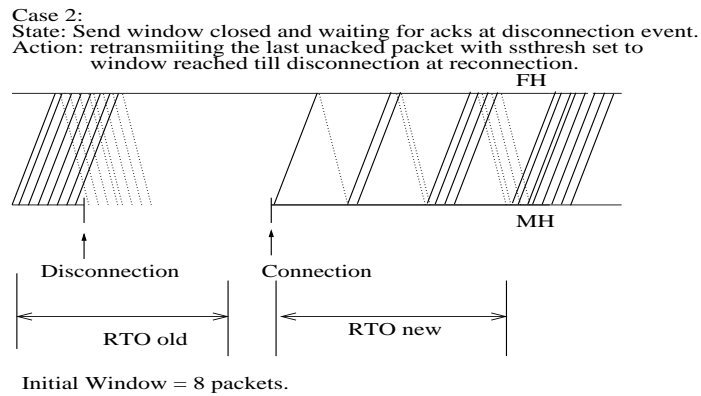 Case 2:
State: Send window closed and waiting for acks at disconnection event.
Action: retransmiiting the last unacked packet with ssthresh set to
window reached till disconnection at reconnection.
FH
MH
Disconnection
Connection
RTO old
RTO new
Initial Window = 8 packets.